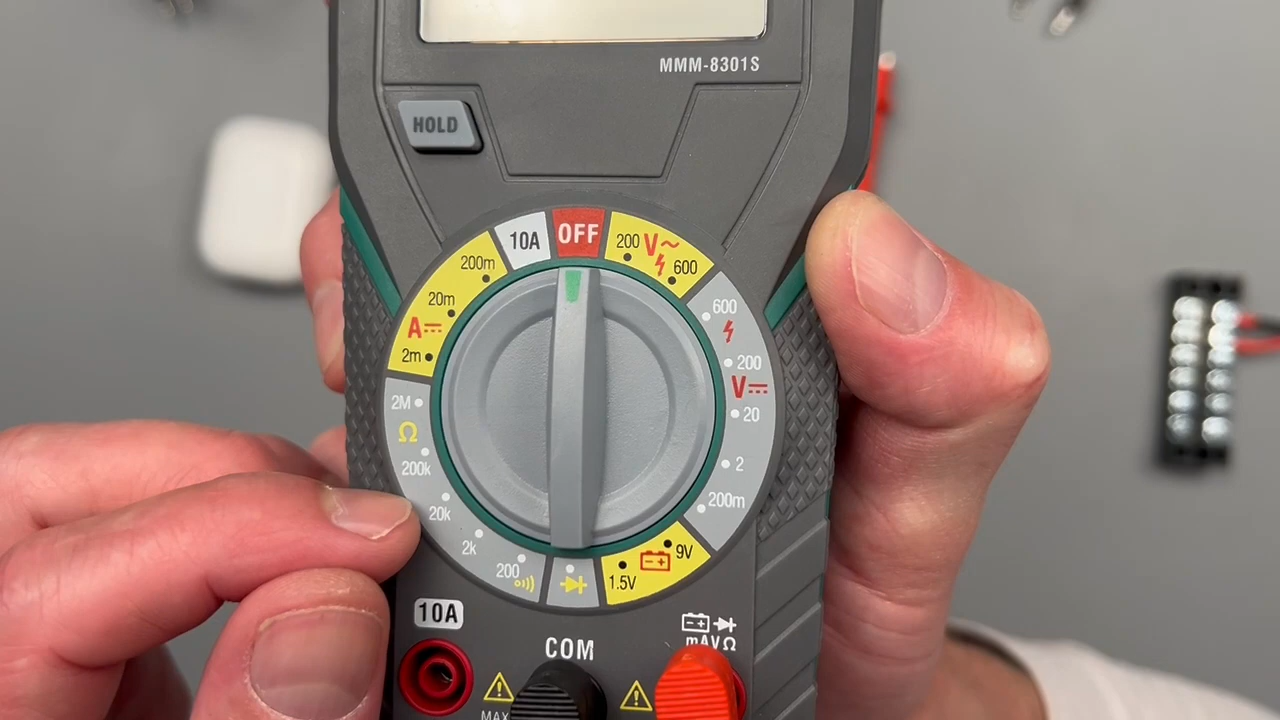 MMM-8301S
HOLD
10A
OFF
200 V~ 600
200m
20m
A
2m
600
200
V
20
2
200m
2M
Ω
200k
20k
2k
200
9V
1.5V
10A
COM
mAVΩ
MAX